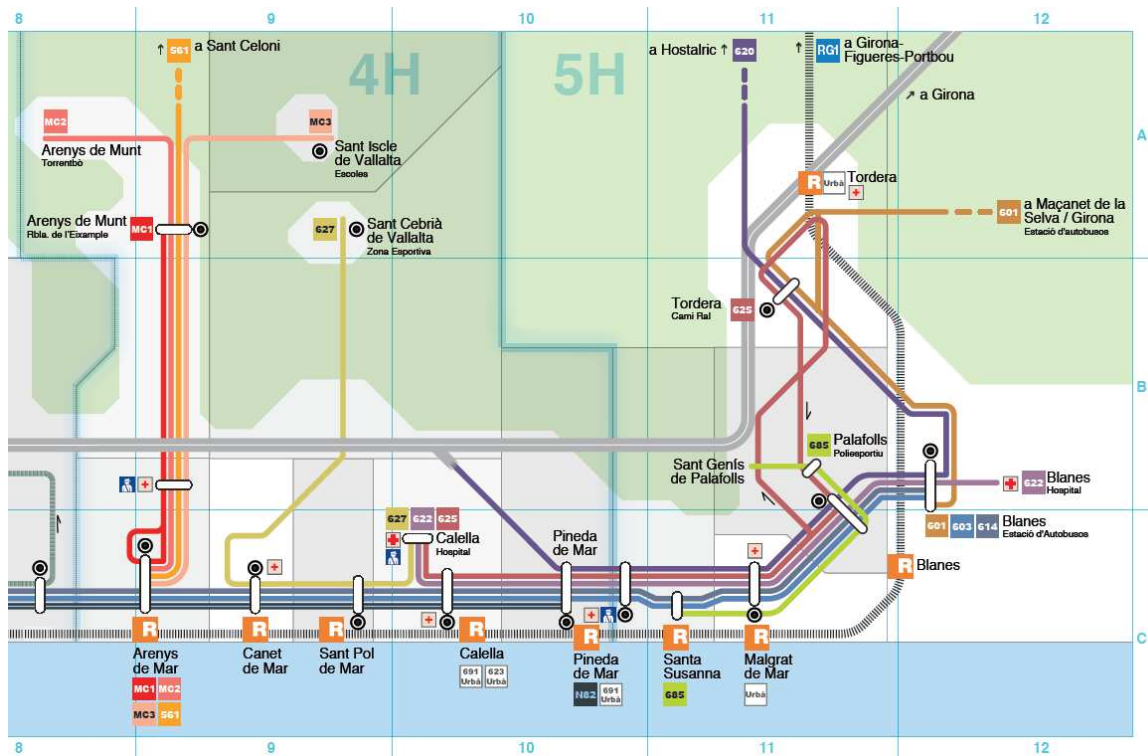 8
9
10
11
12
4H
5H
561
a Sant Celoni
a Hostalric
620
RG1
a Girona-
Figueres-Portbou
a Girona
A
MC2
Arenys de Munt
Torrentbò
MC3
Sant Iscle
de Vallalta
Escoles
R
Urbà
Tordera
Arenys de Munt
Rbla. de l'Eixample
MC1
627
Sant Cebrià
de Vallalta
Zona Esportiva
601
a Maçanet de la
Selva / Girona
Estació d'autobusos
Tordera
Camí Ral
625
B
685
Palafolls
Poliesportiu
Sant Genís
de Palafolls
622
Blanes
Hospital
627 622 625
Calella
Hospital
Pineda
de Mar
601 603 614
Blanes
Estació d'Autobusos
R
Blanes
C
R
Arenys
de Mar
MC1 MC2
MC3 561
R
Canet
de Mar
R
Sant Pol
de Mar
R
Calella
691
Urbà
623
Urbà
R
Pineda
de Mar
N82
691
Urbà
R
Santa
Susanna
685
R
Malgrat
de Mar
Urbà
8
9
10
11
12